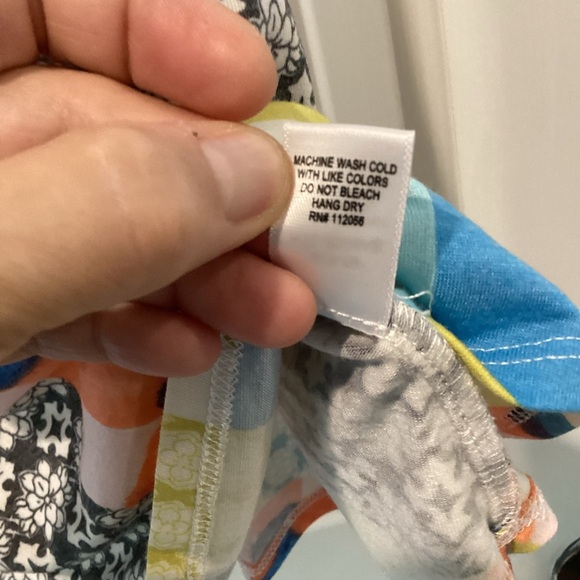 MACHINE WASH COLD
WITH LIKE COLORS
DO NOT BLEACH
HANG DRY
RN# 112056